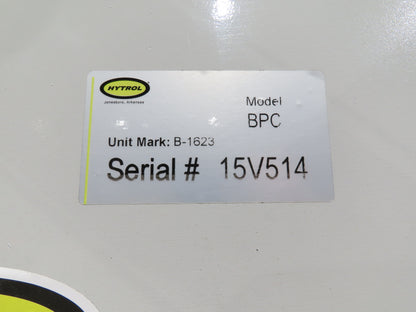 HYTROL
Jonesboro, Arkansas
Model
BPC
Unit Mark: B-1623
Serial # 15V514